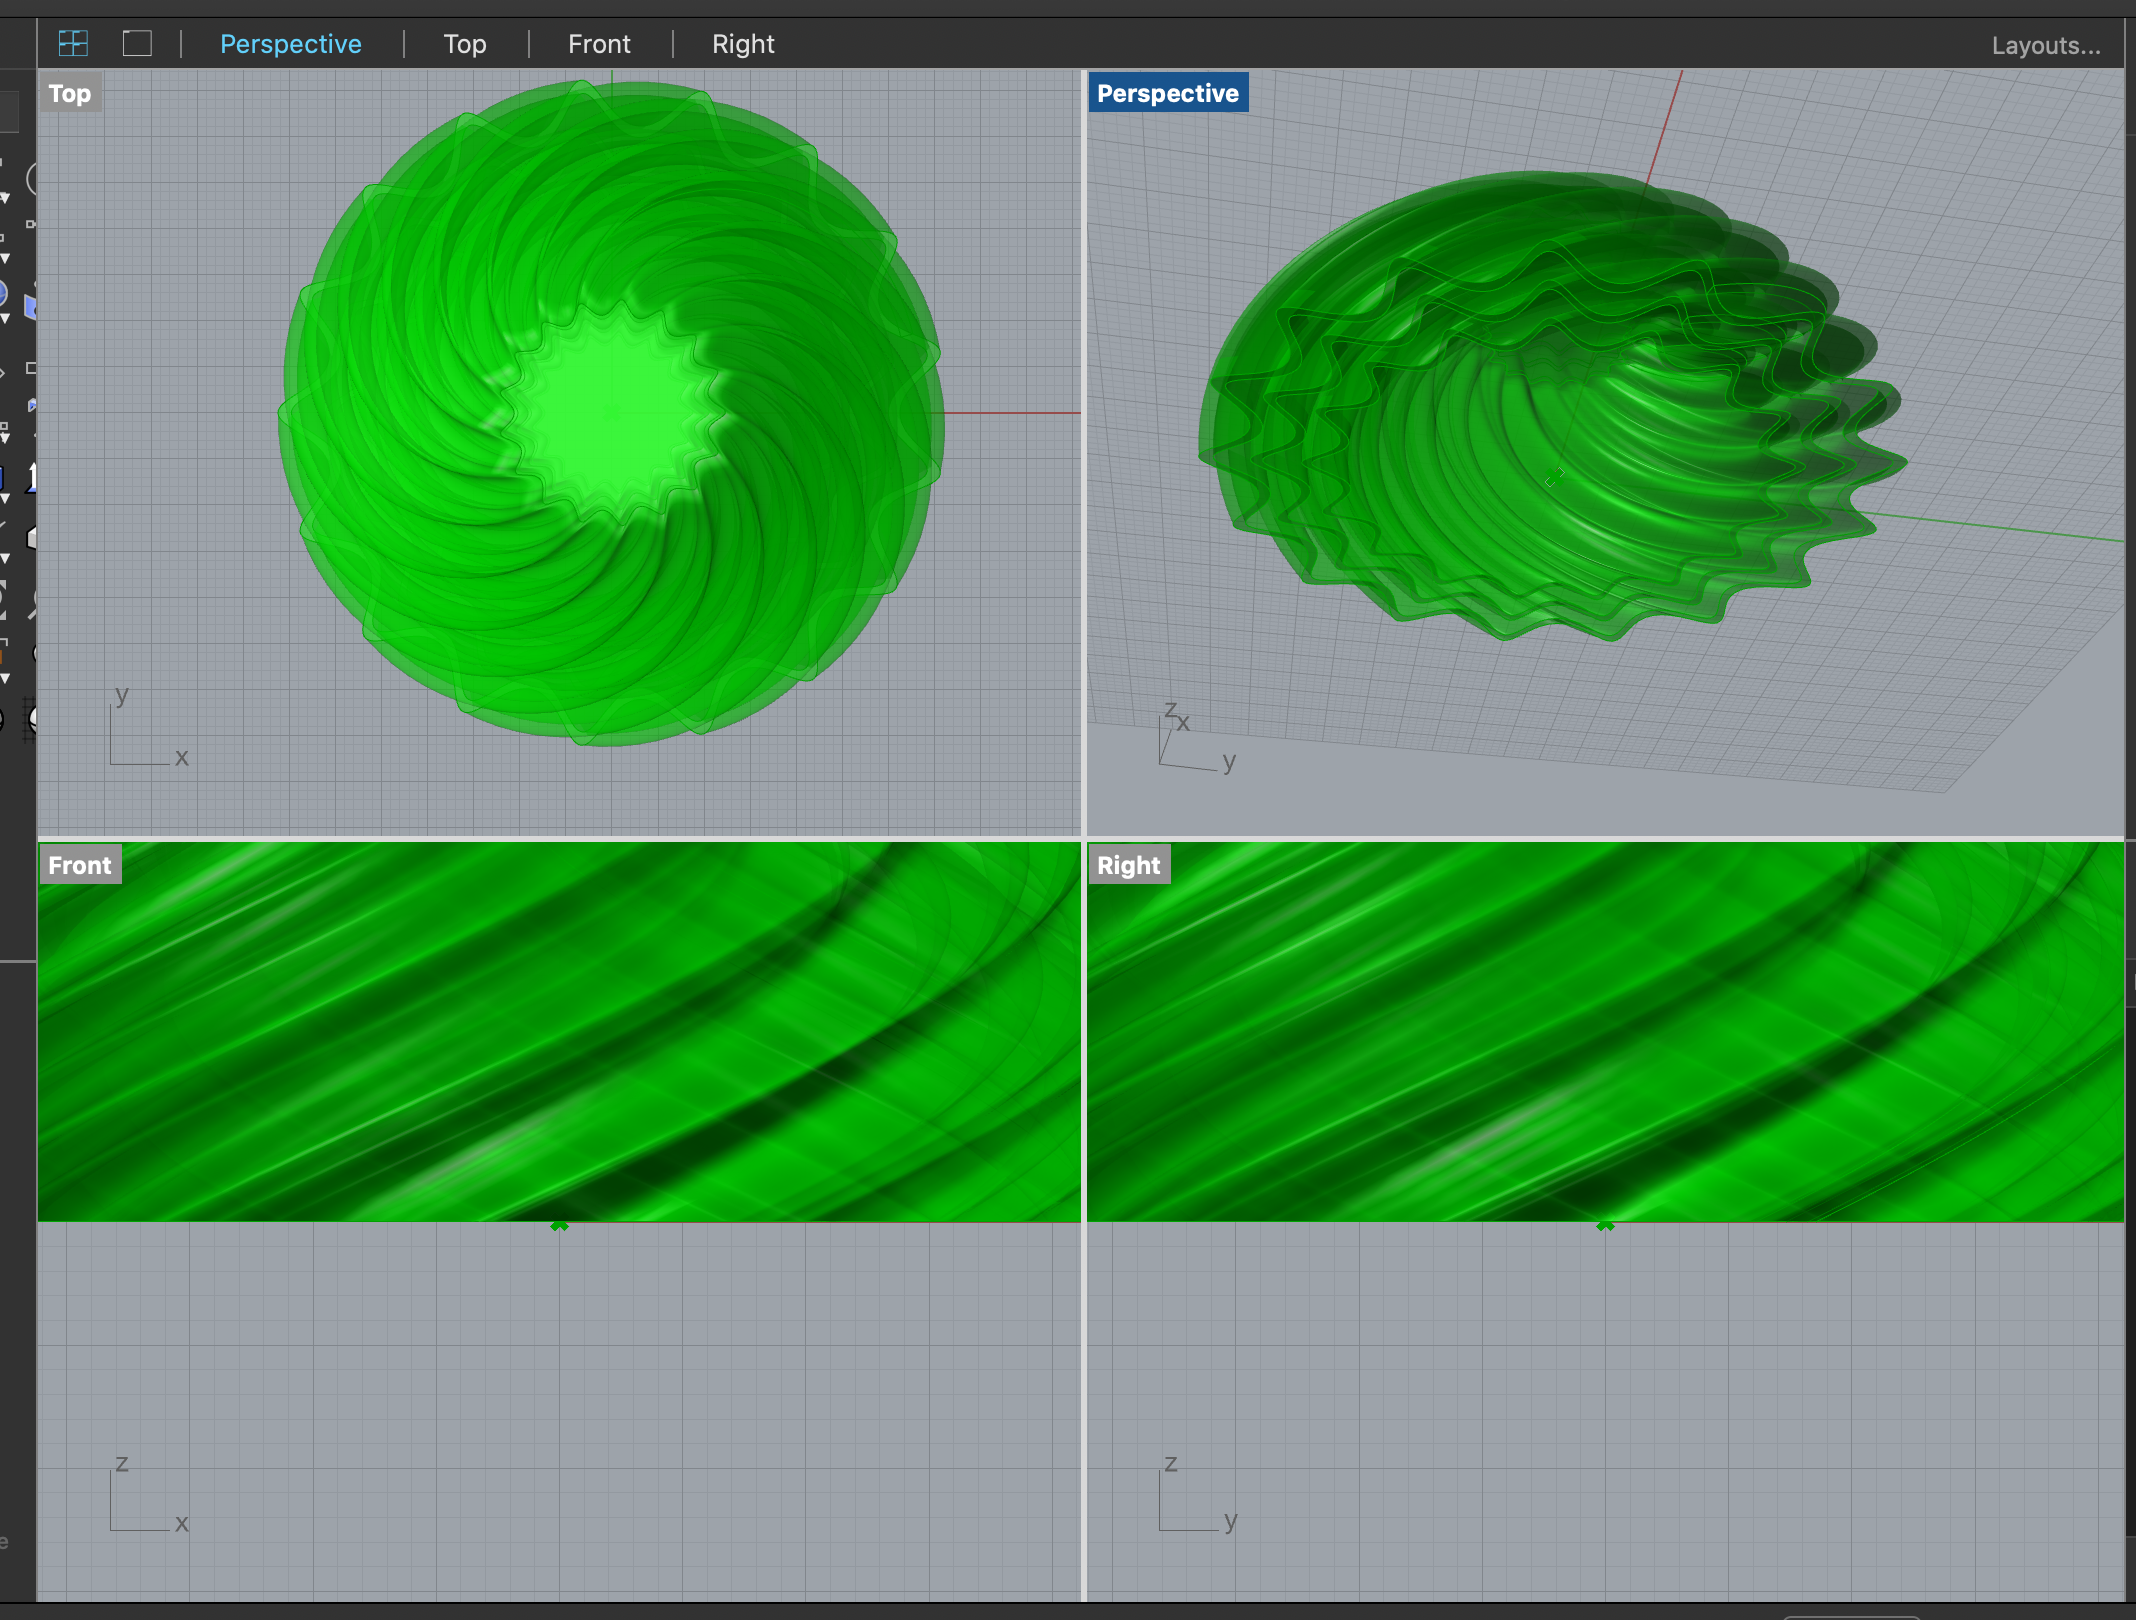 Perspective | Top | Front | Right Layouts...
Top
Perspective
y
x
z
x
y
Front
Right
z
x
z
y